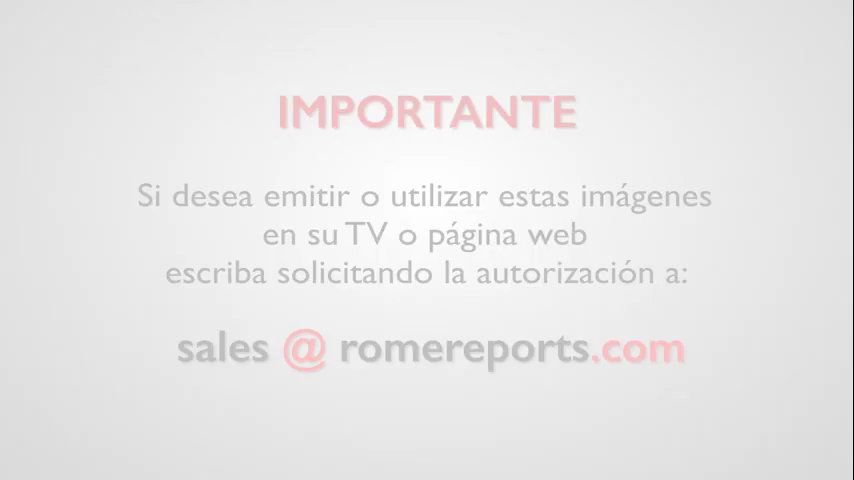 IMPORTANTE
Si desea emitir o utilizar estas imágenes
en su TV o página web
escriba solicitando la autorización a:
sales @ romereports.com